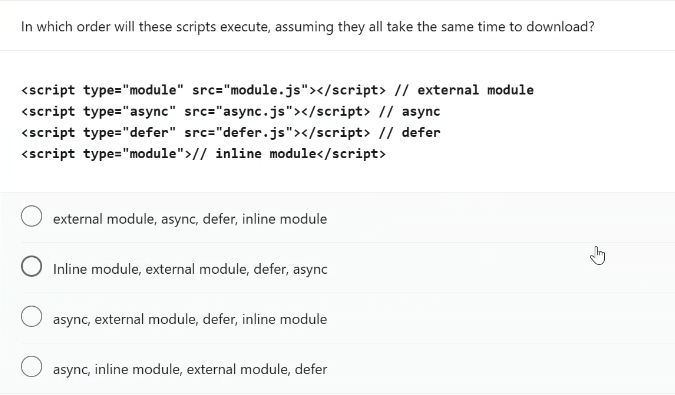 In which order will these scripts execute, assuming they all take the same time to download?
<script type="module" src="module.js"></script> // external module
<script type="async" src="async.js"></script> // async
<script type="defer" src="defer.js"></script> // defer
<script type="module">// inline module</script>
external module, async, defer, inline module
Inline module, external module, defer, async
async, external module, defer, inline module
async, inline module, external module, defer